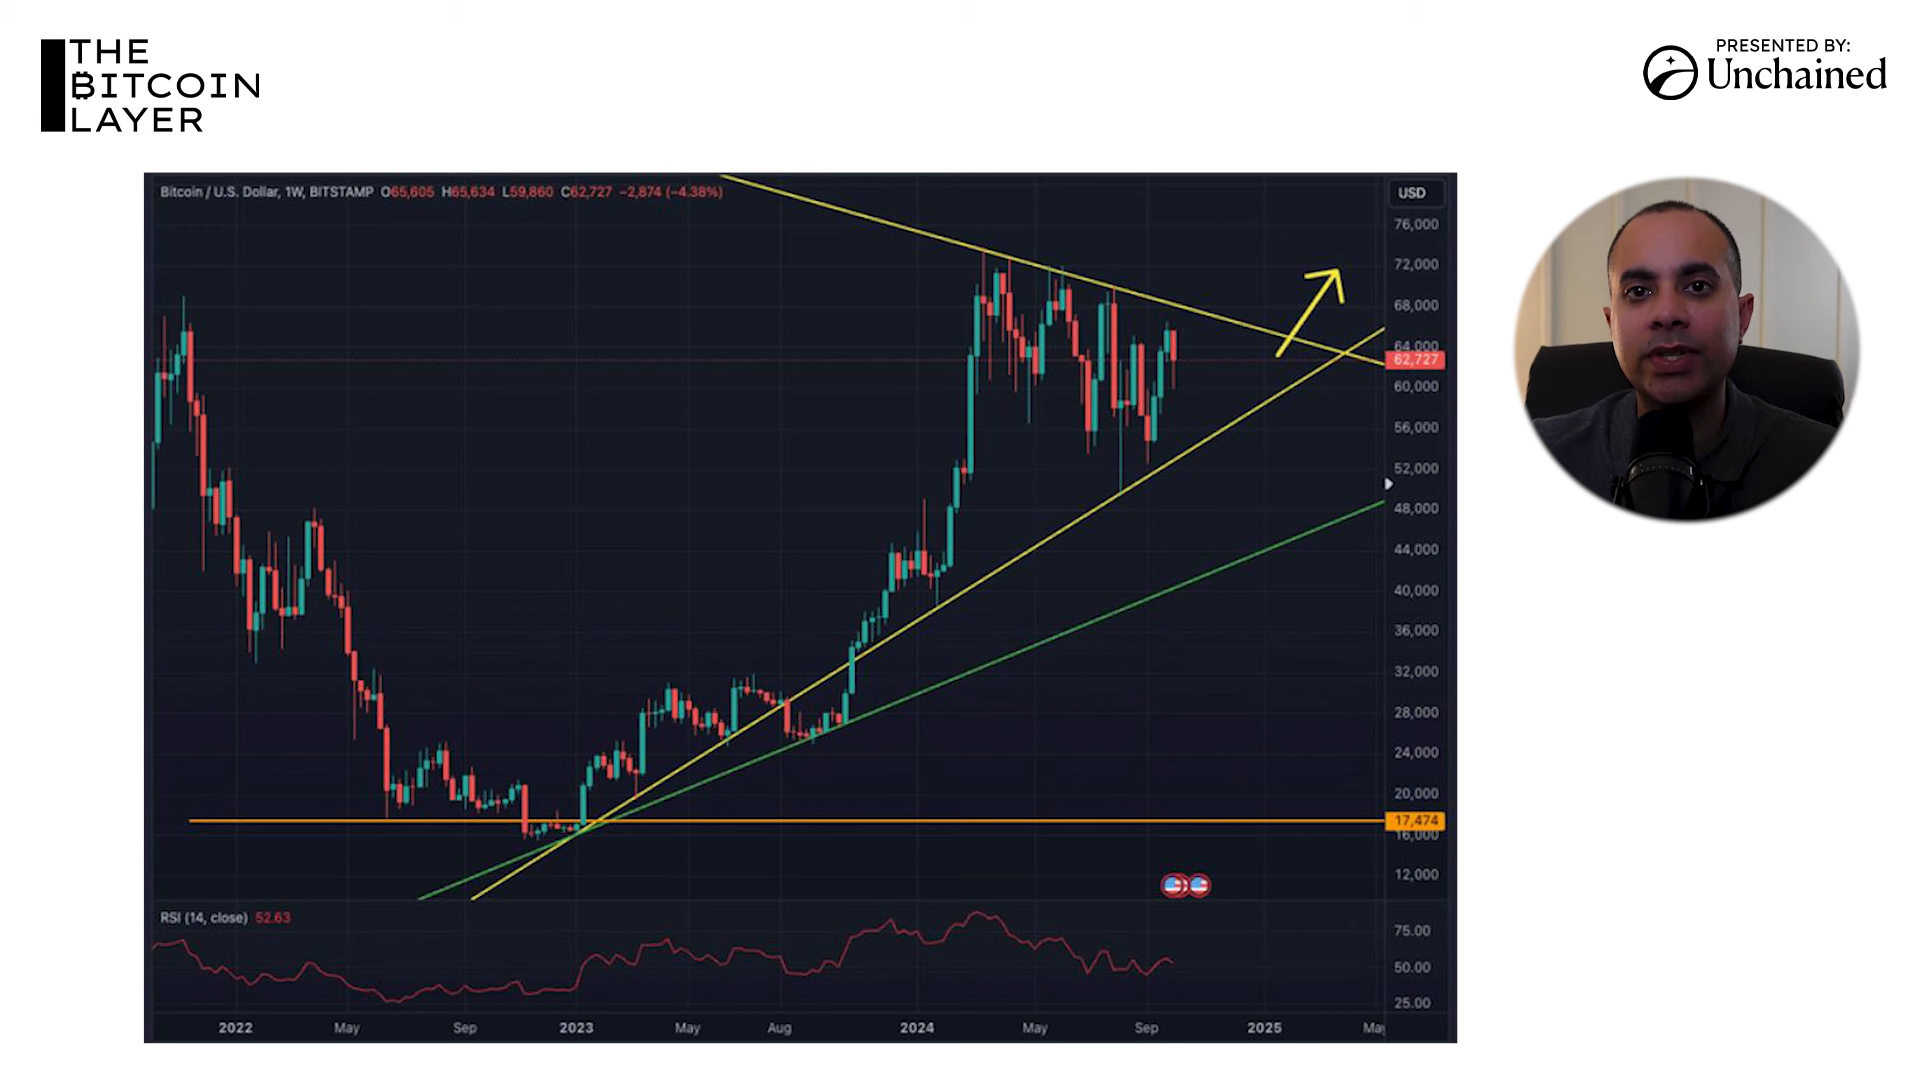 THE
BITCOIN
LAYER
PRESENTED BY:
Unchained
Bitcoin / U.S. Dollar, 1W, BITSTAMP O65,605 H65,634 L59,860 C62,727 −2,874 (−4.38%)
USD
76,000
72,000
68,000
64,000
62,727
60,000
56,000
52,000
48,000
44,000
40,000
36,000
32,000
28,000
24,000
20,000
17,474
16,000
12,000
RSI (14, close) 52.63
75.00
50.00
25.00
2022 May Sep 2023 May Aug 2024 May Sep 2025 May